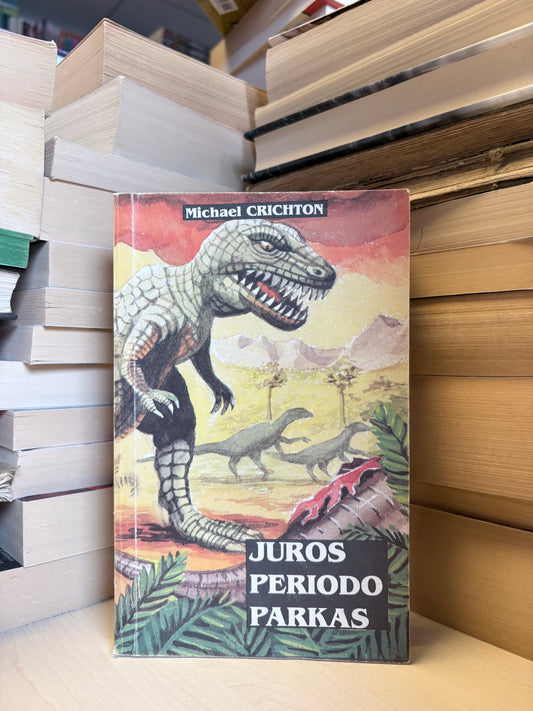 Michael CRICHTON
JUROS
PERIODO
PARKAS